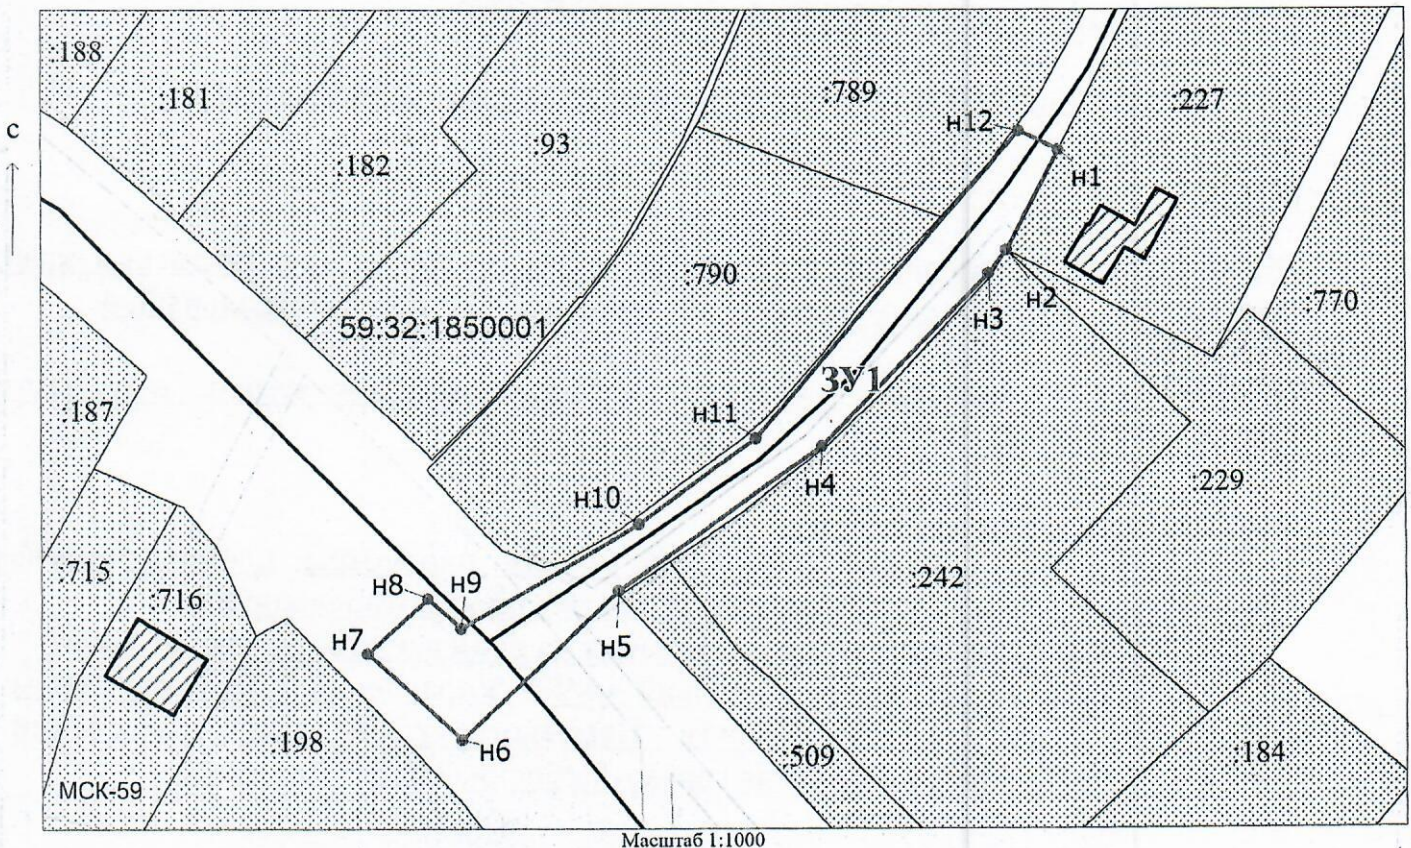 :188
:181
:182
:93
:789
:227
с
н12
н1
:790
н2
н3
:770
59:32:1850001
ЗУ1
:187
н11
н4
:229
н10
:715
:716
н8
н9
:242
н7
н5
:198
н6
:509
:184
МСК-59
Масштаб 1:1000